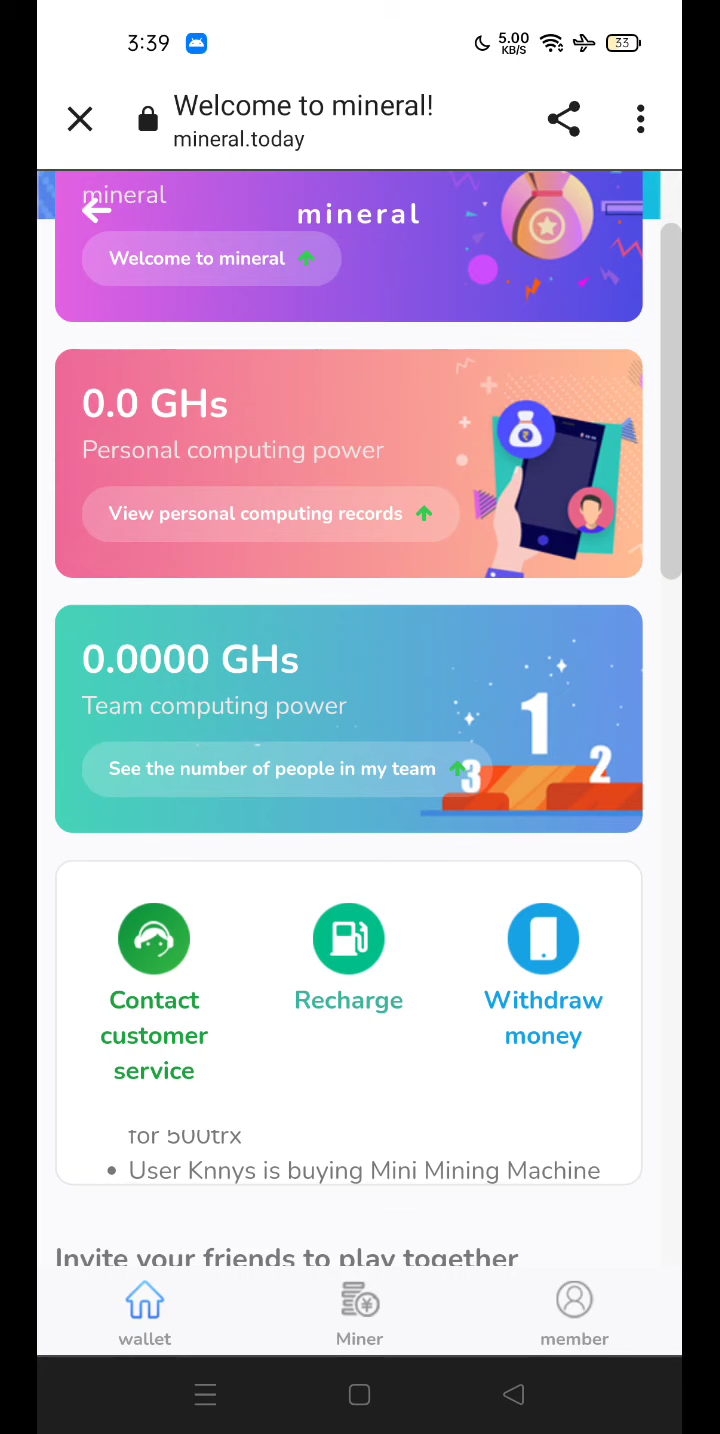 3:39
5.00
KB/S
33
Welcome to mineral!
mineral.today
mineral
mineral
Welcome to mineral
0.0 GHs
Personal computing power
View personal computing records
0.0000 GHs
Team computing power
See the number of people in my team
1
2
3
Contact
customer
service
Recharge
Withdraw
money
for 500trx
• User Knnys is buying Mini Mining Machine
Invite your friends to play together
wallet
Miner
member